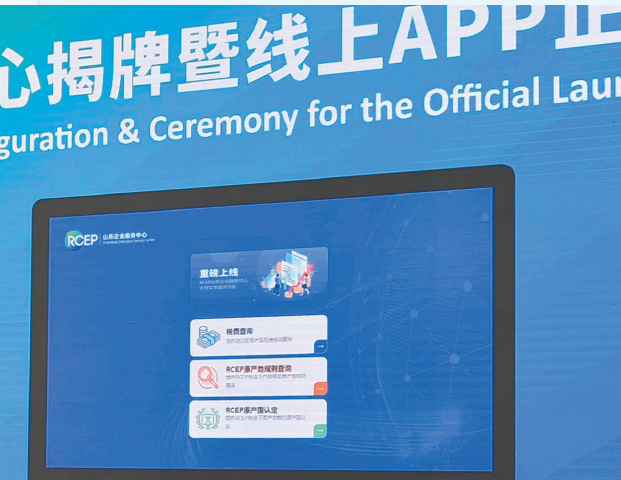 心揭牌暨线上APP正
guration & Ceremony for the Official Laun
RCEP 山东企业服务中心
重磅上线
税费查询
RCEP原产地规则查询
RCEP原产国认定